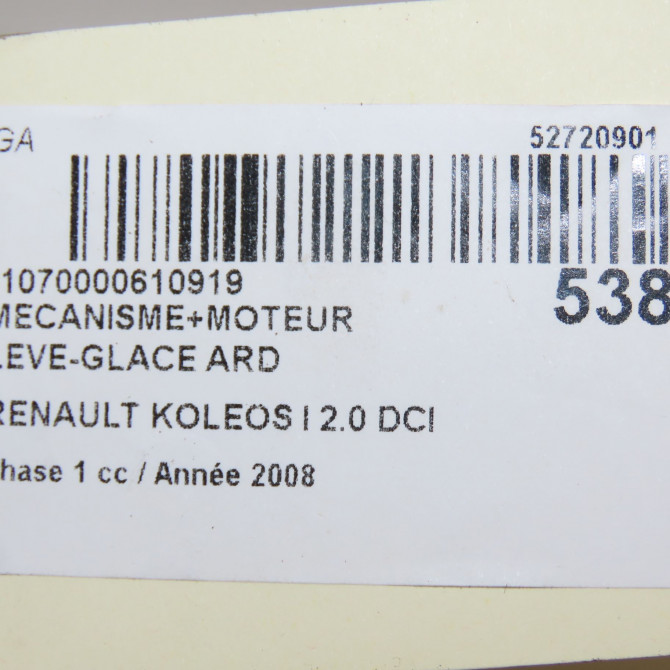 GA
52720901
1070000610919
538
MECANISME+MOTEUR
LEVE-GLACE ARD
RENAULT KOLEOS I 2.0 DCI
hase 1 cc / Année 2008